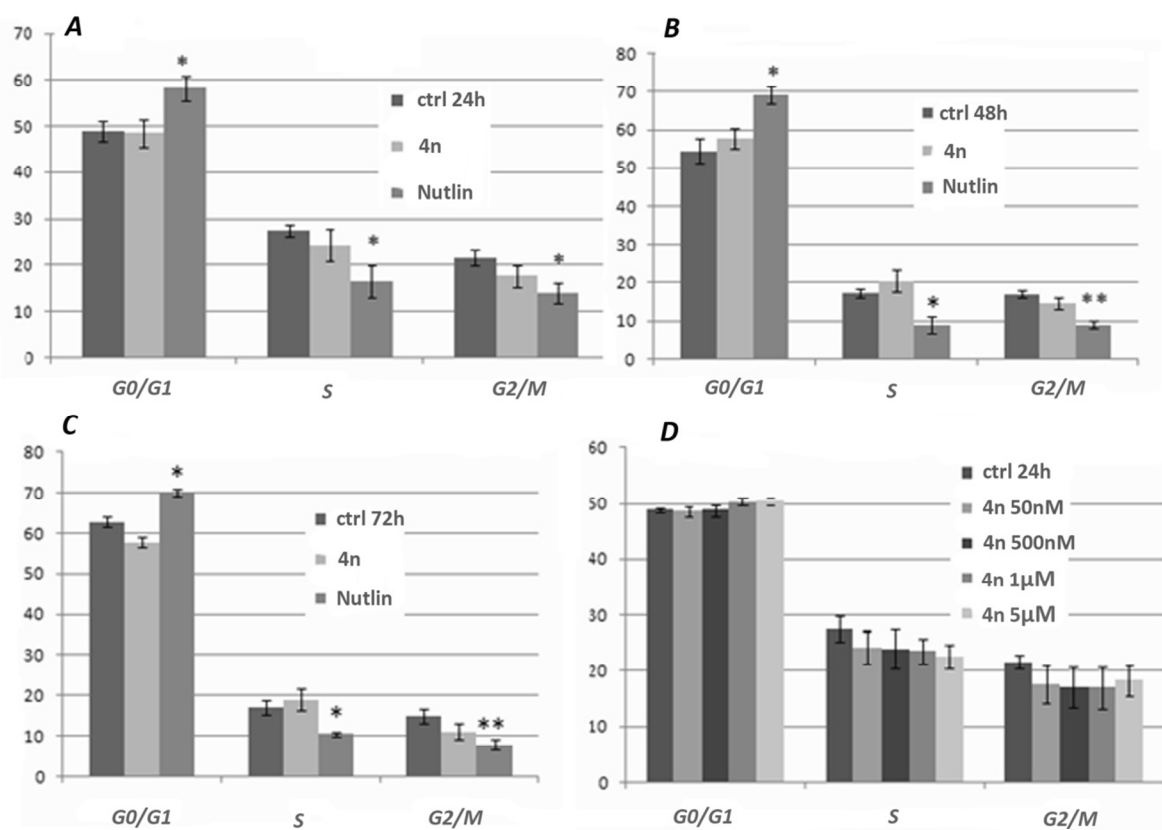 A
70
60
50
40
30
20
10
0
*
*
*
ctrl 24h
4n
Nutlin
G0/G1 S G2/M
B
80
70
60
50
40
30
20
10
0
*
*
**
ctrl 48h
4n
Nutlin
G0/G1 S G2/M
C
80
70
60
50
40
30
20
10
0
*
*
**
ctrl 72h
4n
Nutlin
G0/G1 S G2/M
D
60
50
40
30
20
10
0
ctrl 24h
4n 50nM
4n 500nM
4n 1μM
4n 5μM
G0/G1 S G2/M